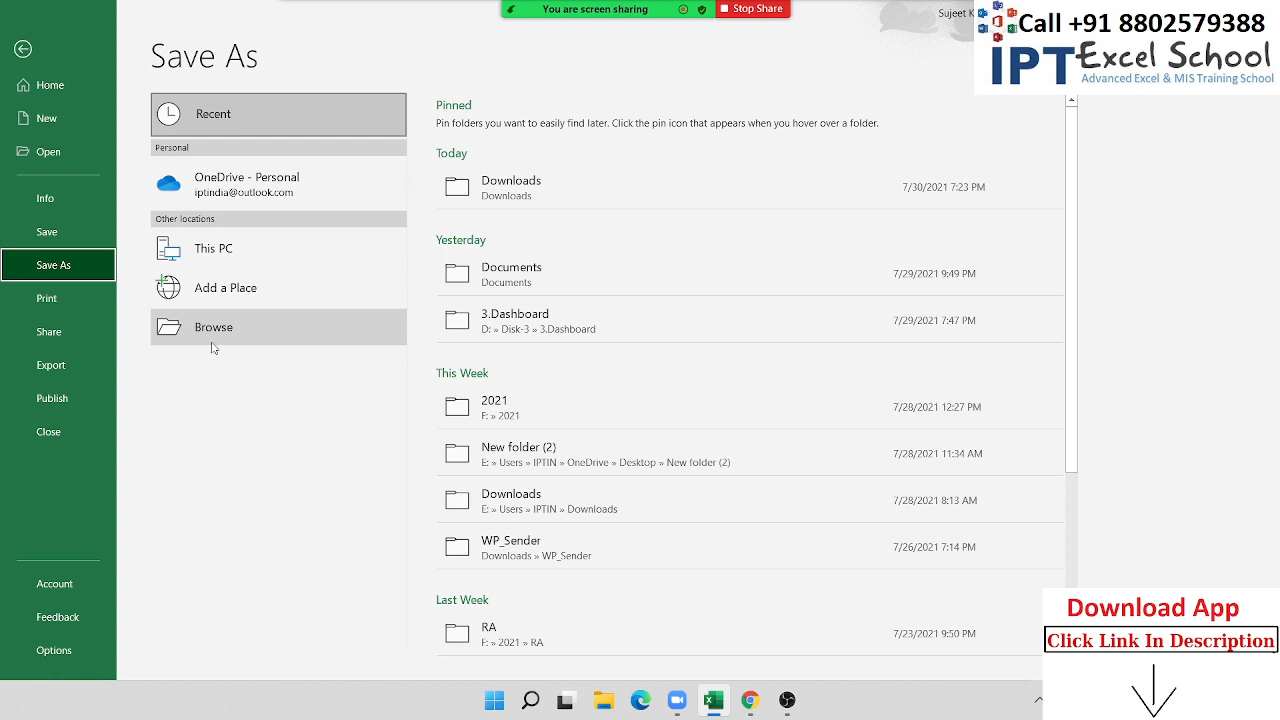 You are screen sharing
Stop Share
Sujeet K
Call +91 8802579388
IPT Excel School
Advanced Excel & MIS Training School
Save As
Home
New
Open
Info
Save
Save As
Print
Share
Export
Publish
Close
Account
Feedback
Options
Recent
Personal
OneDrive - Personal
iptindia@outlook.com
Other locations
This PC
Add a Place
Browse
Pinned
Pin folders you want to easily find later. Click the pin icon that appears when you hover over a folder.
Today
Downloads 7/30/2021 7:23 PM
Downloads
Yesterday
Documents 7/29/2021 9:49 PM
Documents
3.Dashboard 7/29/2021 7:47 PM
D: » Disk-3 » 3.Dashboard
This Week
2021 7/28/2021 12:27 PM
F: » 2021
New folder (2) 7/28/2021 11:34 AM
E: » Users » IPTIN » OneDrive » Desktop » New folder (2)
Downloads 7/28/2021 8:13 AM
E: » Users » IPTIN » Downloads
WP_Sender 7/26/2021 7:14 PM
Downloads » WP_Sender
Last Week
RA 7/23/2021 9:50 PM
F: » 2021 » RA
Download App
Click Link In Description